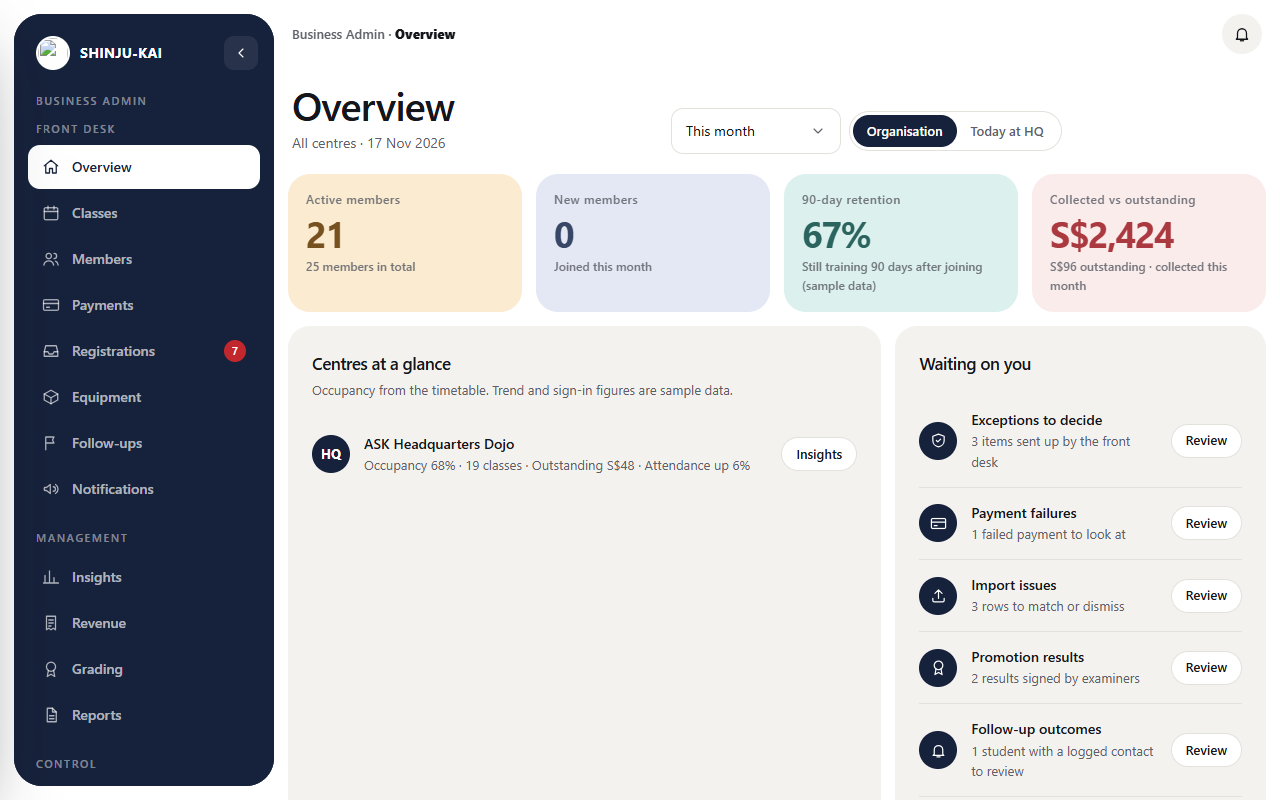 SHINJU-KAI
BUSINESS ADMIN
FRONT DESK
Overview
Classes
Members
Payments
Registrations
7
Equipment
Follow-ups
Notifications
MANAGEMENT
Insights
Revenue
Grading
Reports
CONTROL
Business Admin · Overview
Overview
All centres · 17 Nov 2026
This month
Organisation
Today at HQ
Active members
21
25 members in total
New members
0
Joined this month
90-day retention
67%
Still training 90 days after joining
(sample data)
Collected vs outstanding
S$2,424
S$96 outstanding · collected this
month
Centres at a glance
Occupancy from the timetable. Trend and sign-in figures are sample data.
HQ
ASK Headquarters Dojo
Occupancy 68% · 19 classes · Outstanding S$48 · Attendance up 6%
Insights
Waiting on you
Exceptions to decide
3 items sent up by the front
desk
Review
Payment failures
1 failed payment to look at
Review
Import issues
3 rows to match or dismiss
Review
Promotion results
2 results signed by examiners
Review
Follow-up outcomes
1 student with a logged contact
to review
Review